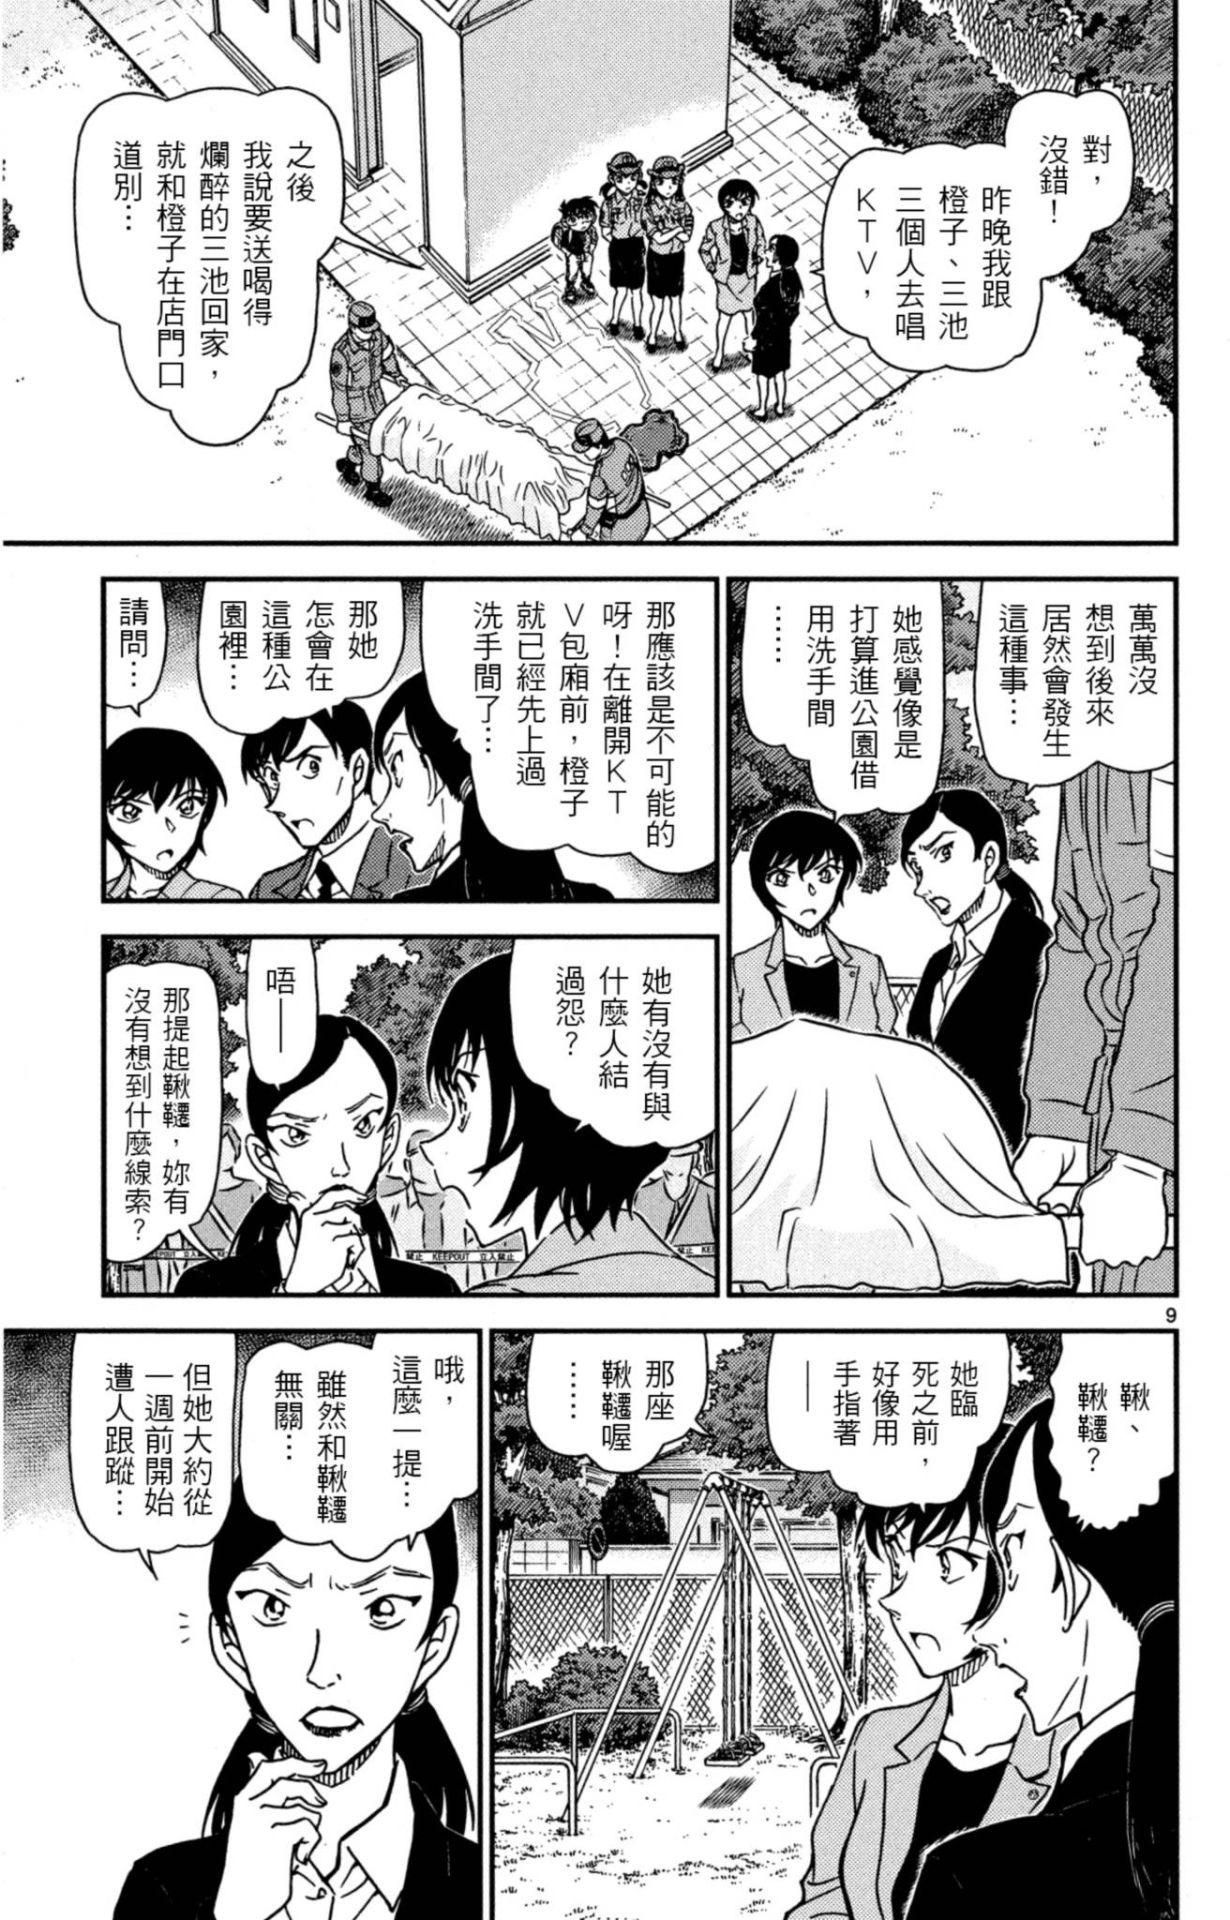 對，
沒錯！
昨晚我跟
橙子、三池
三個人去唱
KTV，
之後
我說要送喝得
爛醉的三池回家，
就和橙子在店門口
道別…
萬萬沒
想到後來
居然會發生
這種事…
她感覺像是
打算進公園借
用洗手間
……
那應該是不可能的
呀！在離開KT
V包廂前，橙子
就已經先上過
洗手間了…
那她
怎會在
這種公
園裡…
請問…
她有沒有與
什麼人結
過怨？
唔——
那提起鞦韆，妳有
沒有想到什麼線索？
禁止 KEEPOUT 立入禁止
KEE
9
鞦、
鞦韆？
她臨
死之前，
好像用
手指著
——
那座
鞦韆喔
……
哦，
這麼一提…
雖然和鞦韆
無關…
但她大約從
一週前開始
遭人跟蹤…